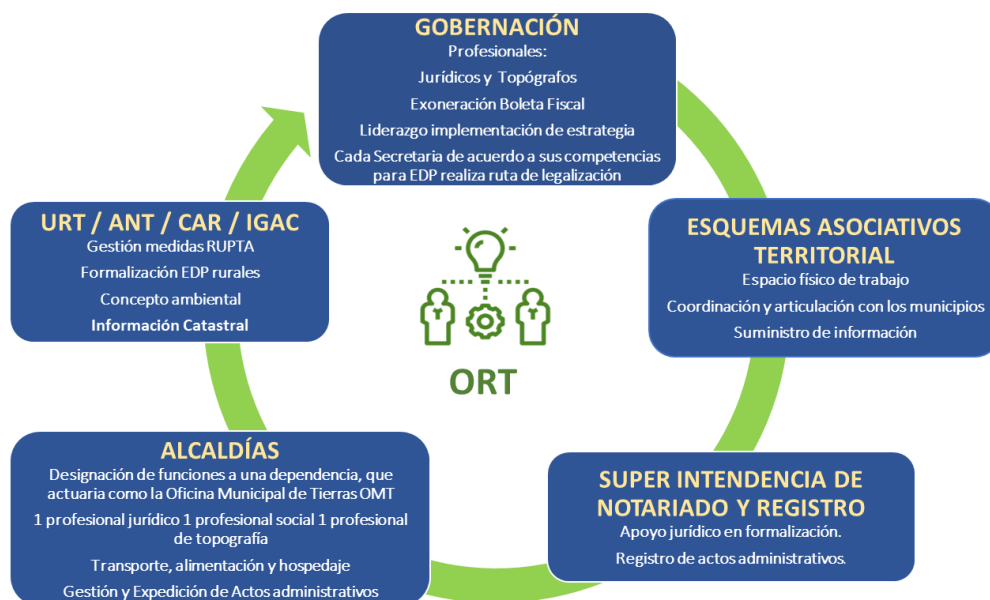 GOBERNACIÓN
Profesionales:
Jurídicos y Topógrafos
Exoneración Boleta Fiscal
Liderazgo implementación de estrategia
Cada Secretaria de acuerdo a sus competencias
para EDP realiza ruta de legalización
ESQUEMAS ASOCIATIVOS
TERRITORIAL
Espacio físico de trabajo
Coordinación y articulación con los municipios
Suministro de información
SUPER INTENDENCIA DE
NOTARIADO Y REGISTRO
Apoyo jurídico en formalización.
Registro de actos administrativos.
ALCALDÍAS
Designación de funciones a una dependencia, que
actuaria como la Oficina Municipal de Tierras OMT
1 profesional jurídico 1 profesional social 1 profesional
de topografía
Transporte, alimentación y hospedaje
Gestión y Expedición de Actos administrativos
URT / ANT / CAR / IGAC
Gestión medidas RUPTA
Formalización EDP rurales
Concepto ambiental
Información Catastral
ORT